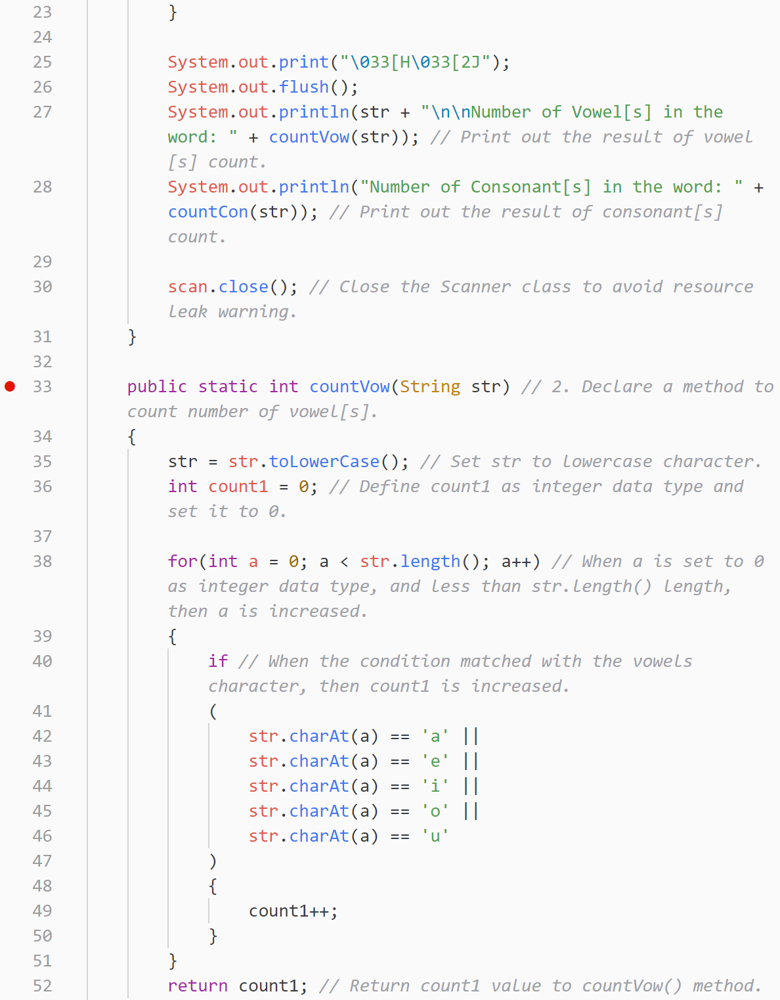 23 }
24
25 System.out.print("\033[H\033[2J");
26 System.out.flush();
27 System.out.println(str + "\n\nNumber of Vowel[s] in the
word: " + countVow(str)); // Print out the result of vowel
[s] count.
28 System.out.println("Number of Consonant[s] in the word: " +
countCon(str)); // Print out the result of consonant[s]
count.
29
30 scan.close(); // Close the Scanner class to avoid resource
leak warning.
31 }
32
33 public static int countVow(String str) // 2. Declare a method to
count number of vowel[s].
34 {
35 str = str.toLowerCase(); // Set str to lowercase character.
36 int count1 = 0; // Define count1 as integer data type and
set it to 0.
37
38 for(int a = 0; a < str.length(); a++) // When a is set to 0
as integer data type, and less than str.length() length,
then a is increased.
39 {
40 if // When the condition matched with the vowels
character, then count1 is increased.
41 (
42 str.charAt(a) == 'a' ||
43 str.charAt(a) == 'e' ||
44 str.charAt(a) == 'i' ||
45 str.charAt(a) == 'o' ||
46 str.charAt(a) == 'u'
47 )
48 {
49 count1++;
50 }
51 }
52 return count1; // Return count1 value to countVow() method.